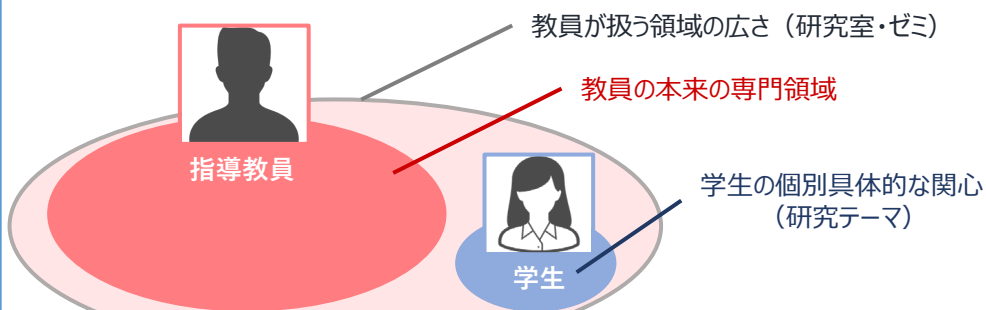 教員が扱う領域の広さ（研究室・ゼミ）
教員の本来の専門領域
指導教員
学生の個別具体的な関心
（研究テーマ）
学生